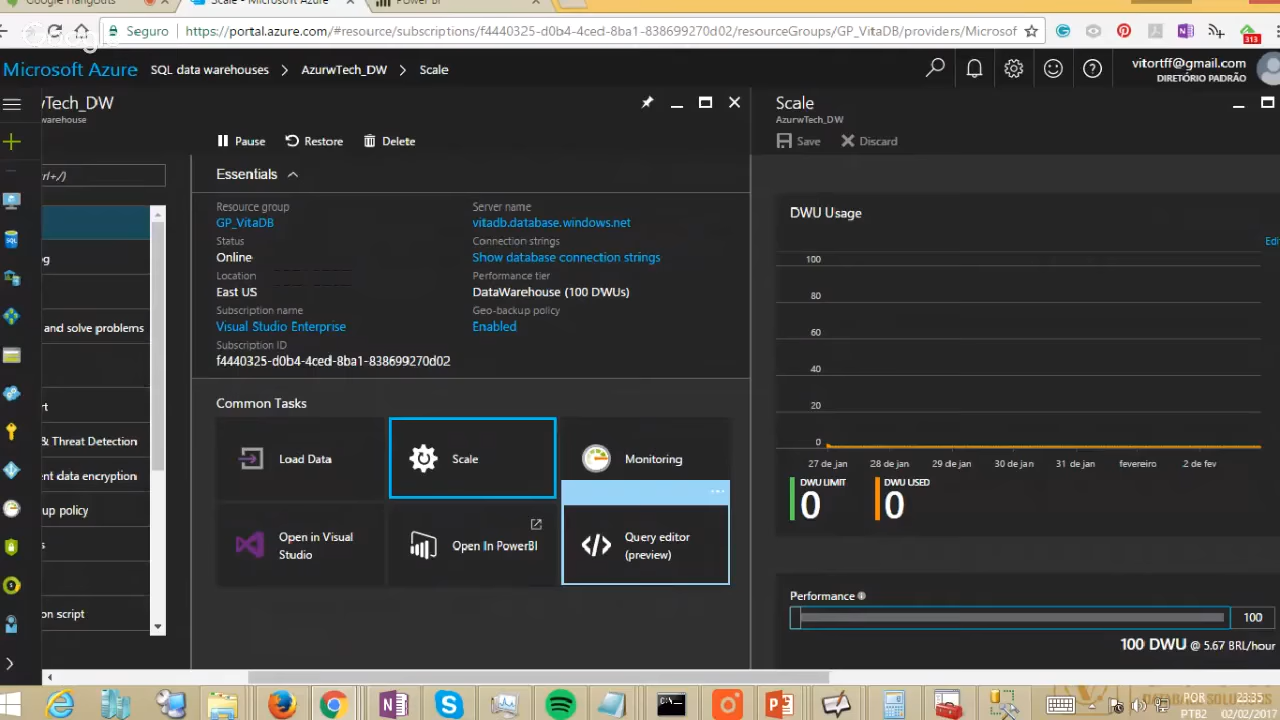 Google Hangouts
Scale - Microsoft Azure
Power BI
Seguro
https://portal.azure.com/#resource/subscriptions/f4440325-d0b4-4ced-8ba1-838699270d02/resourceGroups/GP_VitaDB/providers/Microsof
313
Microsoft Azure
SQL data warehouses > AzurwTech_DW > Scale
vitortff@gmail.com
DIRETÓRIO PADRÃO
wTech_DW
warehouse
Scale
AzurwTech_DW
Pause
Restore
Delete
Save
Discard
trl+/)
Essentials
Resource group
GP_VitaDB
Status
Online
Location
East US
Subscription name
Visual Studio Enterprise
Subscription ID
f4440325-d0b4-4ced-8ba1-838699270d02
Server name
vitadb.database.windows.net
Connection strings
Show database connection strings
Performance tier
DataWarehouse (100 DWUs)
Geo-backup policy
Enabled
og
and solve problems
rt
& Threat Detection
ent data encryption
up policy
s
on script
Common Tasks
Load Data
Scale
Monitoring
Open in Visual
Studio
Open In PowerBI
Query editor
(preview)
DWU Usage
Edi
100
80
60
40
20
0
27 de jan
28 de jan
29 de jan
30 de jan
31 de jan
fevereiro
2 de fev
DWU LIMIT
0
DWU USED
0
Performance
100
100 DWU @ 5.67 BRL/hour
POR
PTB2
23:35
02/02/2017